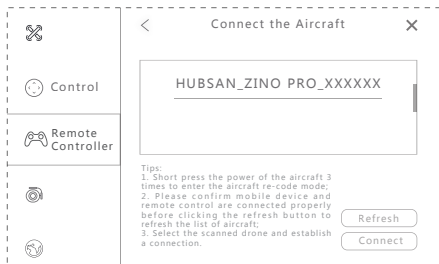 Connect the Aircraft
Control
HUBSAN_ZINO PRO_XXXXXX
Remote
Controller
Tips:
1. Short press the power of the aircraft 3
times to enter the aircraft re-code mode;
2. Please confirm mobile device and
remote control are connected properly
before clicking the refresh button to
refresh the list of aircraft;
3. Select the scanned drone and establish
a connection.
Refresh
Connect